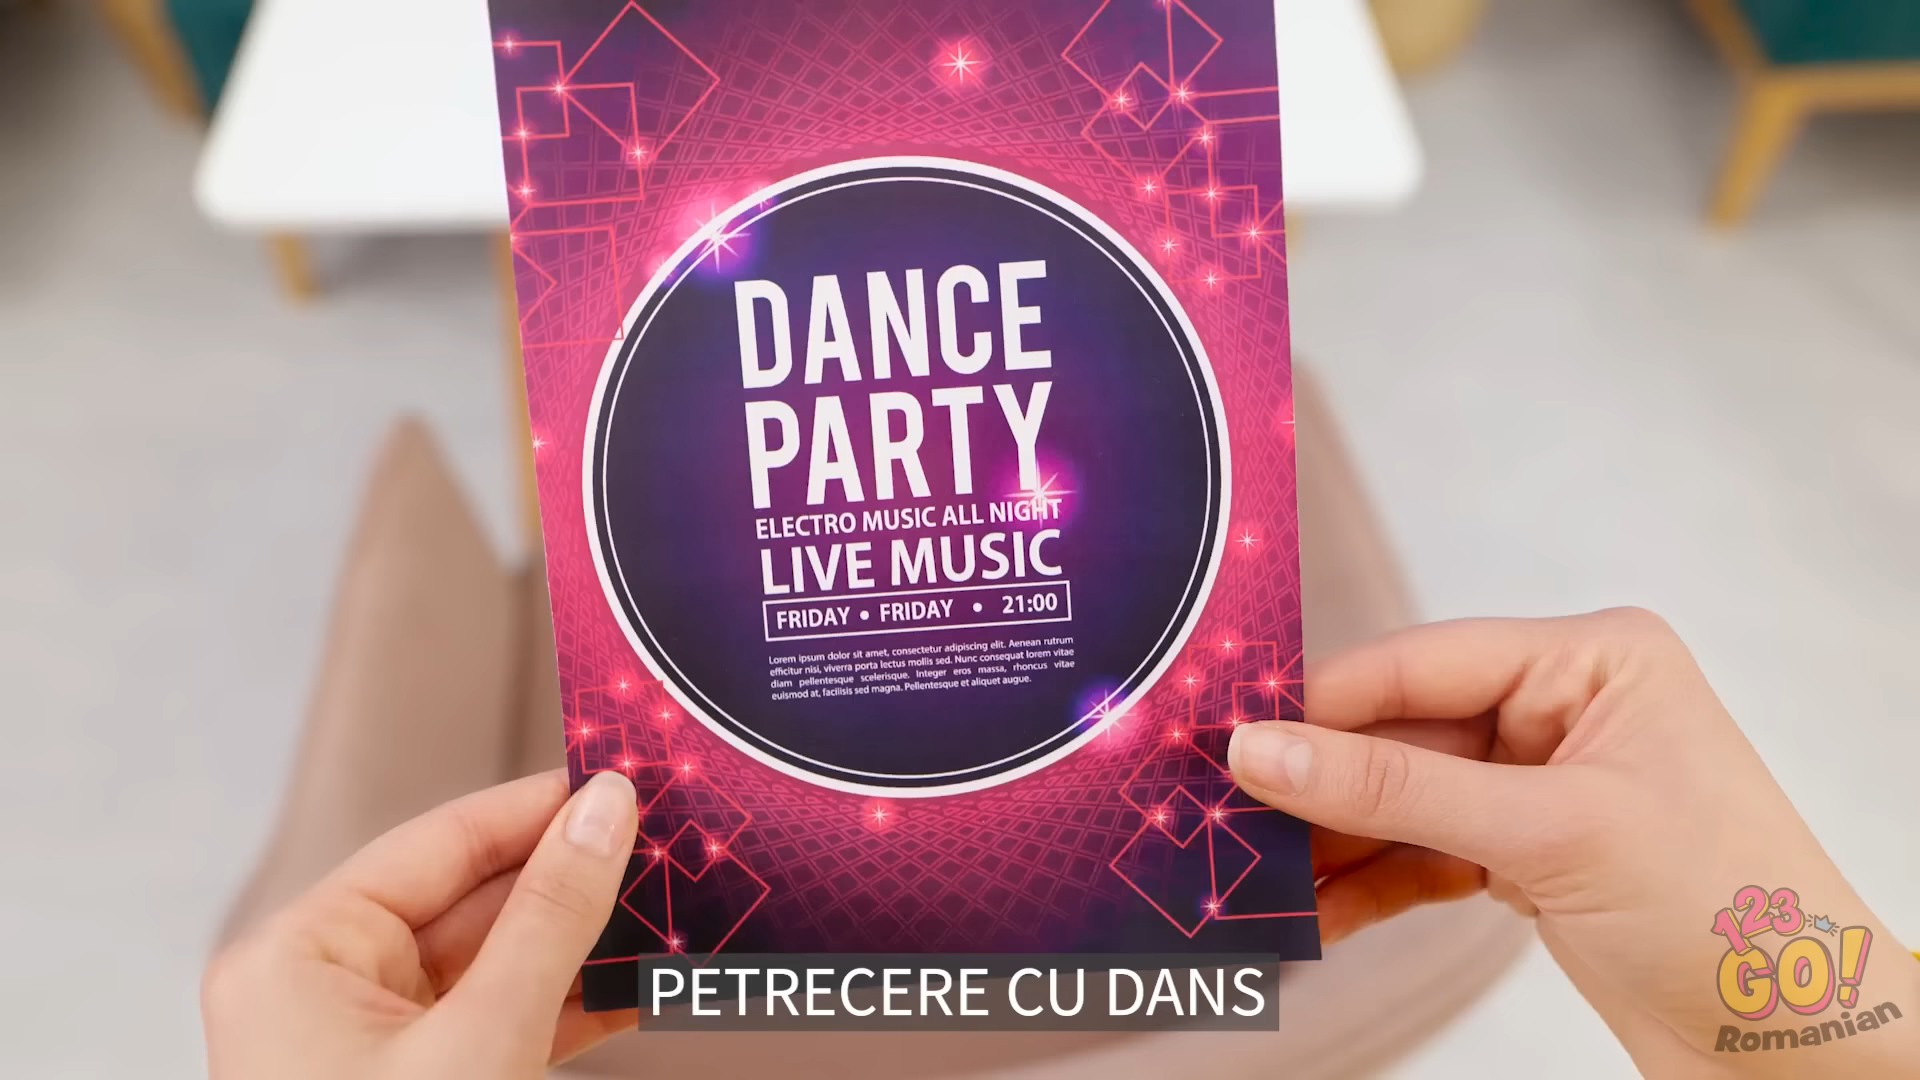 DANCE
PARTY
ELECTRO MUSIC ALL NIGHT
LIVE MUSIC
FRIDAY • FRIDAY • 21:00
Lorem ipsum dolor sit amet, consectetur adipiscing elit. Aenean rutrum
efficitur nisi, viverra porta lectus mollis sed. Nunc consequat lorem vitae
diam pellentesque scelerisque. Integer eros massa, rhoncus vitae
euismod at, facilisis sed magna. Pellentesque et aliquet augue.
PETRECERE CU DANS
123
GO!
Romanian